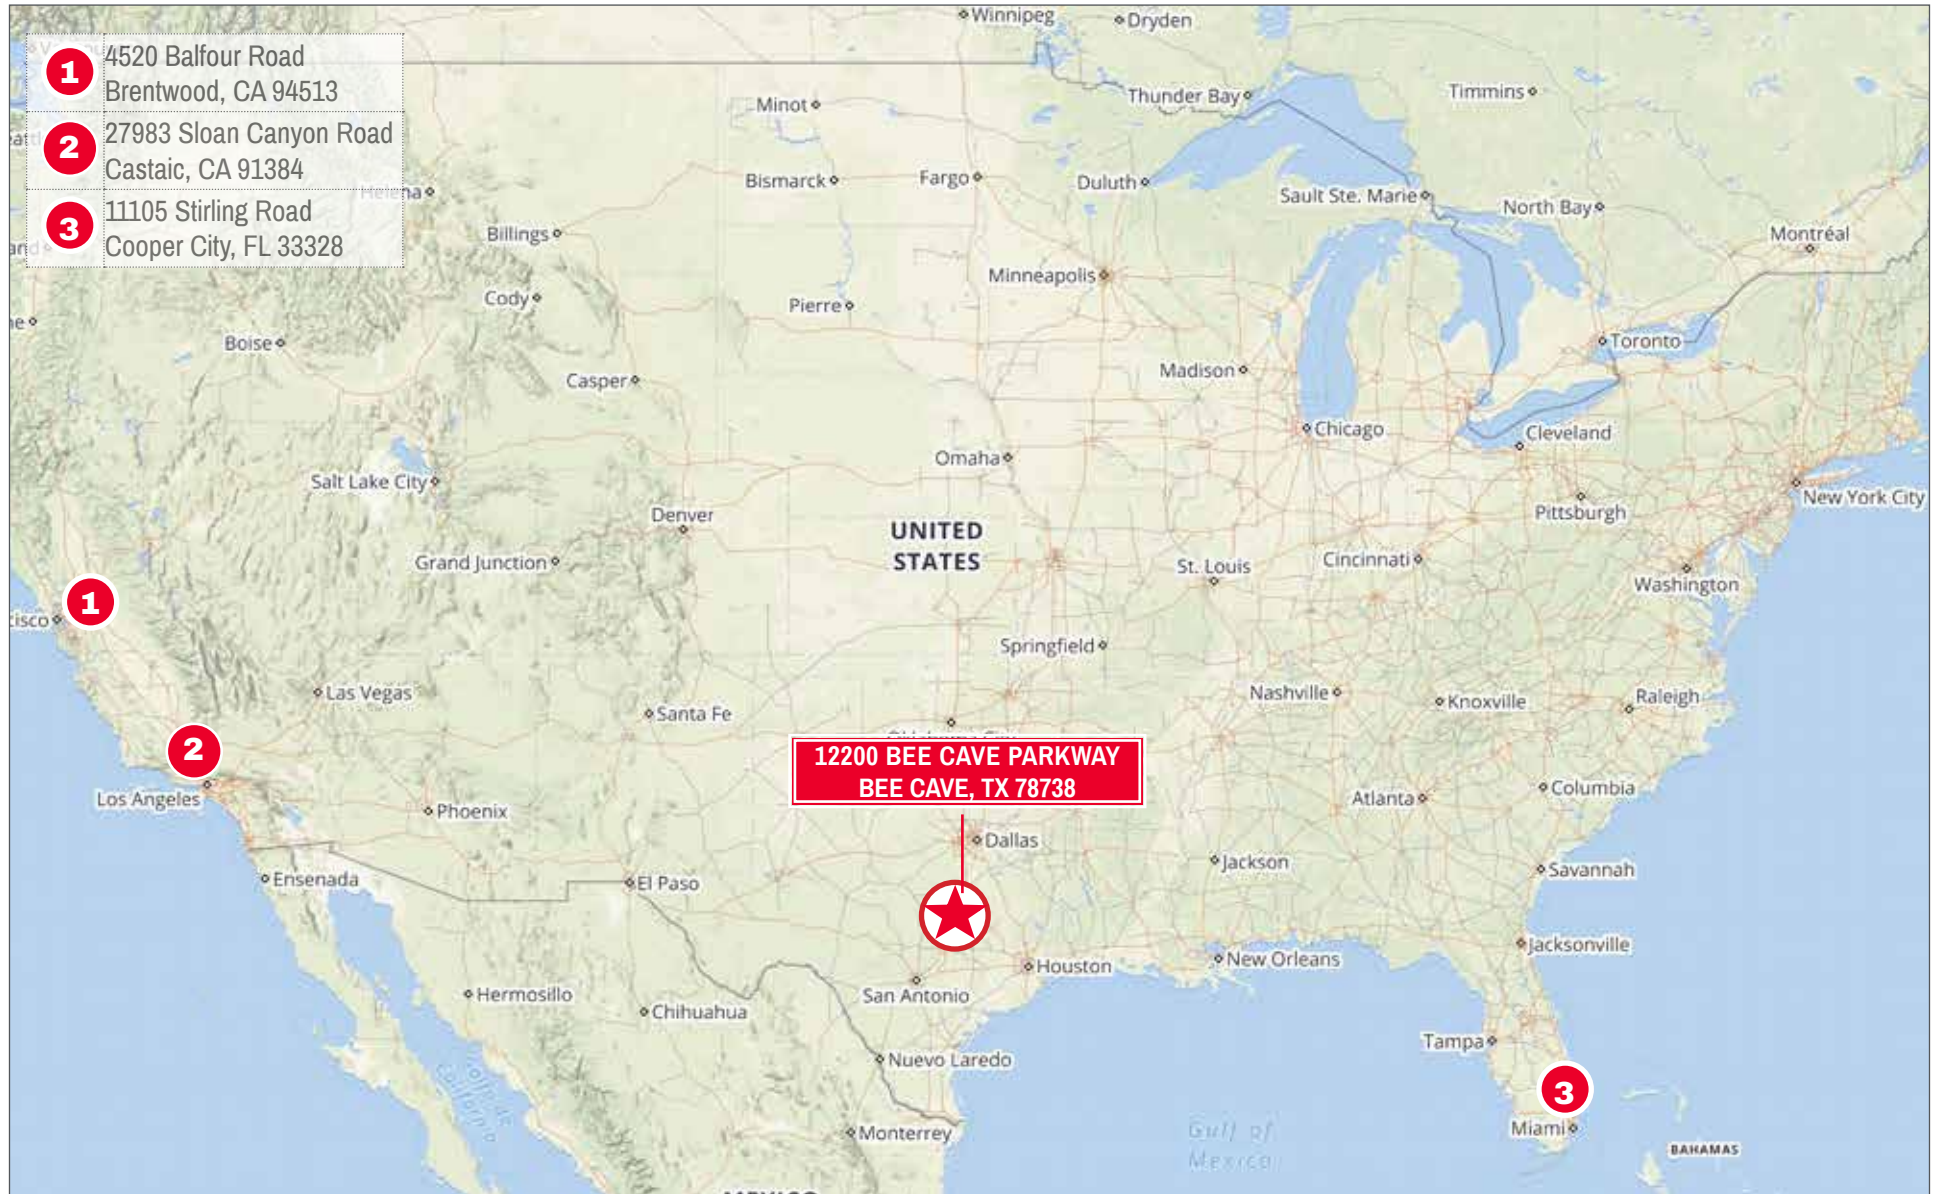 1
4520 Balfour Road
Brentwood, CA 94513
2
27983 Sloan Canyon Road
Castaic, CA 91384
3
11105 Stirling Road
Cooper City, FL 33328
Winnipeg
Dryden
Minot
Thunder Bay
Timmins
Helena
Bismarck
Fargo
Duluth
Sault Ste. Marie
North Bay
Billings
Montréal
Minneapolis
Cody
Pierre
Boise
Toronto
Casper
Madison
Chicago
Cleveland
Omaha
Salt Lake City
New York City
Denver
Pittsburgh
UNITED
STATES
Grand Junction
St. Louis
Cincinnati
Washington
1
cisco
Springfield
Las Vegas
Santa Fe
Nashville
Knoxville
Raleigh
2
12200 BEE CAVE PARKWAY
BEE CAVE, TX 78738
Los Angeles
Phoenix
Atlanta
Columbia
Dallas
Jackson
Savannah
Ensenada
El Paso
Jacksonville
Houston
New Orleans
San Antonio
Hermosillo
Chihuahua
Tampa
Nuevo Laredo
3
Golfo de
California
Monterrey
Gulf of
Mexico
Miami
BAHAMAS